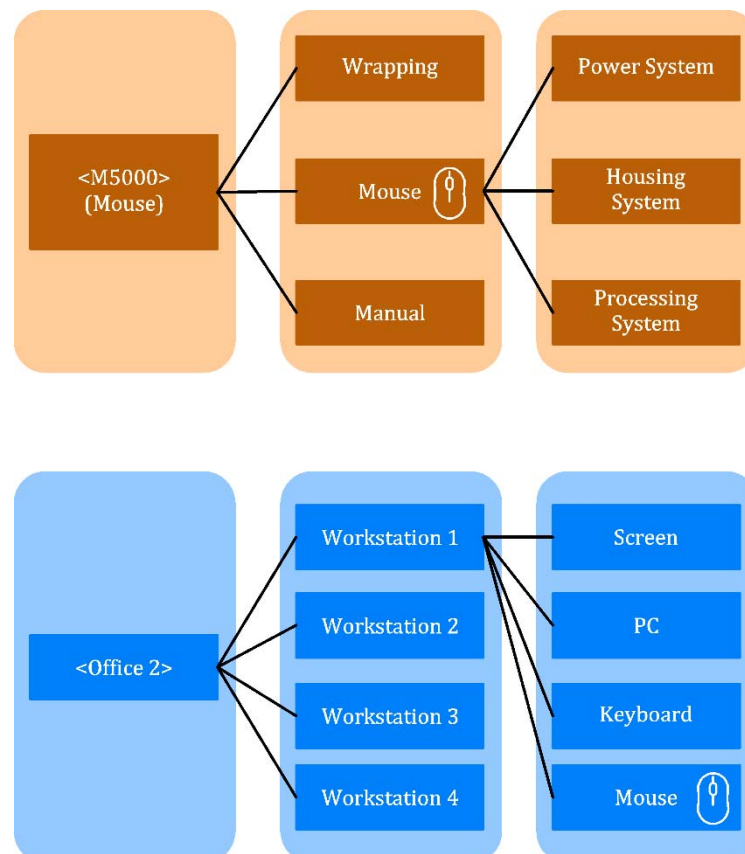 Wrapping
Power System
<M5000>
(Mouse)
Mouse
Housing
System
Manual
Processing
System
Workstation 1
Screen
Workstation 2
PC
<Office 2>
Workstation 3
Keyboard
Workstation 4
Mouse